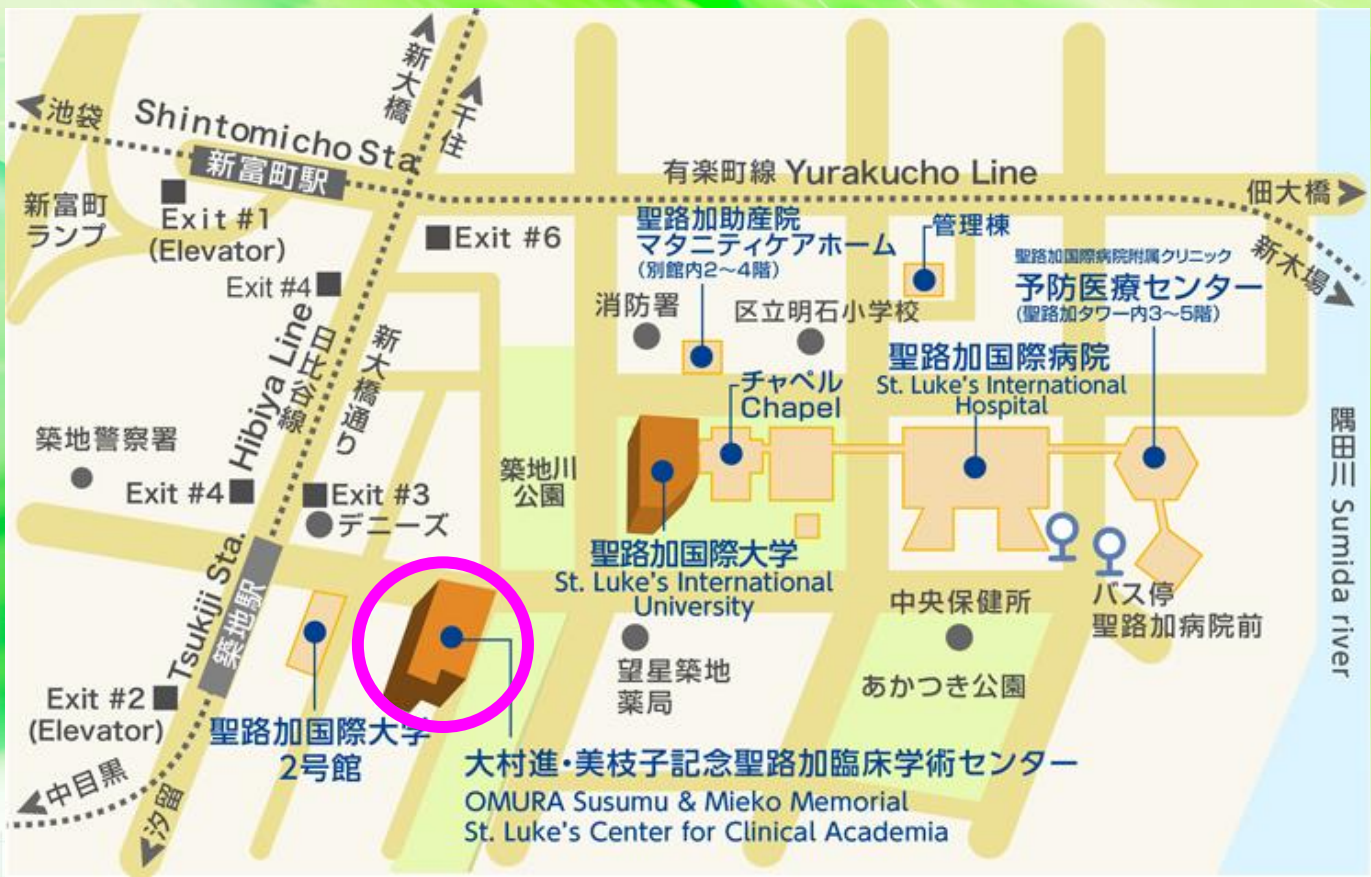 新大橋
千住
池袋
Shintomicho Sta.
新富町駅
有楽町線 Yurakucho Line
佃大橋
新木場
新富町
ランプ
Exit #1
(Elevator)
Exit #6
Exit #4
聖路加助産院
マタニティケアホーム
(別館内2〜4階)
管理棟
聖路加国際病院附属クリニック
予防医療センター
(聖路加タワー内3〜5階)
消防署
区立明石小学校
聖路加国際病院
St. Luke's International
Hospital
チャペル
Chapel
Hibiya Line
日比谷線
新大橋通り
築地警察署
Exit #4
Exit #3
デニーズ
築地川
公園
聖路加国際大学
St. Luke's International
University
隅田川 Sumida river
バス停
聖路加病院前
中央保健所
あかつき公園
望星築地
薬局
Tsukiji Sta.
築地駅
Exit #2
(Elevator)
聖路加国際大学
2号館
大村進・美枝子記念聖路加臨床学術センター
OMURA Susumu & Mieko Memorial
St. Luke's Center for Clinical Academia
中目黒
汐留